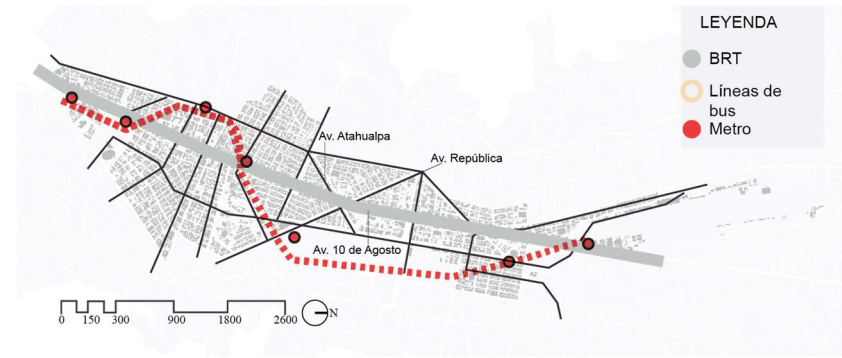 LEYENDA
BRT
Líneas de
bus
Metro
Av. Atahualpa
Av. República
Av. 10 de Agosto
AZ
0 150 300 900 1800 2600
N